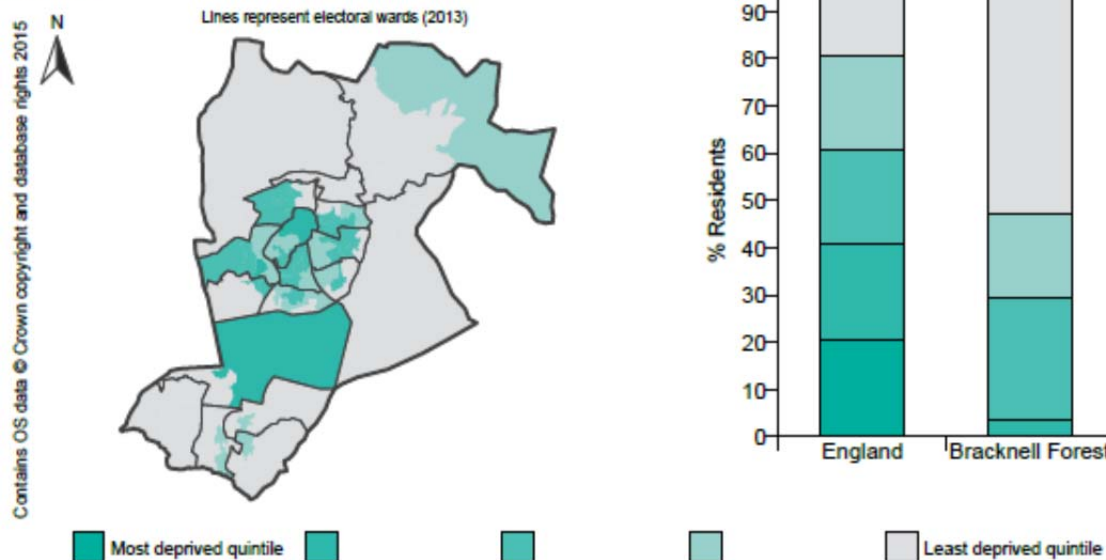 Lines represent electoral wards (2013)
N
Contains OS data © Crown copyright and database rights 2015
% Residents
90
80
70
60
50
40
30
20
10
0
England
Bracknell Forest
Most deprived quintile
Least deprived quintile